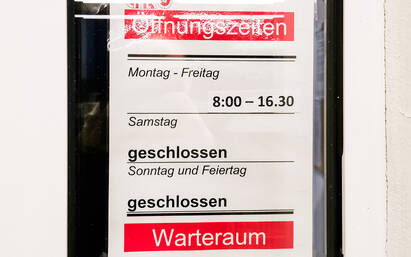 Öffnungszeiten
Montag - Freitag
8:00 – 16.30
Samstag
geschlossen
Sonntag und Feiertag
geschlossen
Warteraum